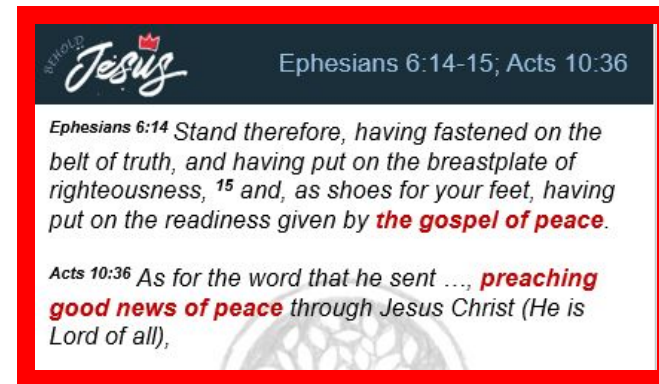 BEHOLD
Jesus
Ephesians 6:14-15; Acts 10:36
Ephesians 6:14 Stand therefore, having fastened on the
belt of truth, and having put on the breastplate of
righteousness, 15 and, as shoes for your feet, having
put on the readiness given by the gospel of peace.
Acts 10:36 As for the word that he sent …, preaching
good news of peace through Jesus Christ (He is
Lord of all),